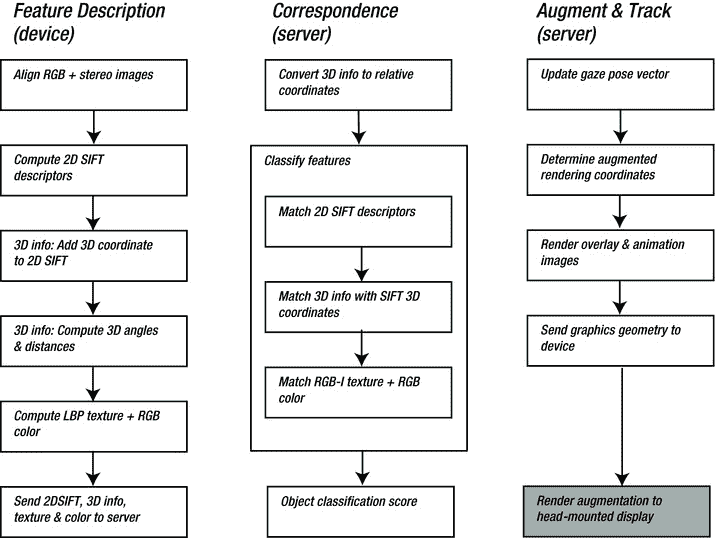 Feature Description
(device)
Align RGB + stereo images
Compute 2D SIFT
descriptors
3D info: Add 3D coordinate
to 2D SIFT
3D info: Compute 3D angles
& distances
Compute LBP texture + RGB
color
Send 2DSIFT, 3D info,
texture & color to server
Correspondence
(server)
Convert 3D info to relative
coordinates
Classify features
Match 2D SIFT descriptors
Match 3D info with SIFT 3D
coordinates
Match RGB-I texture + RGB
color
Object classification score
Augment & Track
(server)
Update gaze pose vector
Determine augmented
rendering coordinates
Render overlay & animation
images
Send graphics geometry to
device
Render augmentation to
head-mounted display